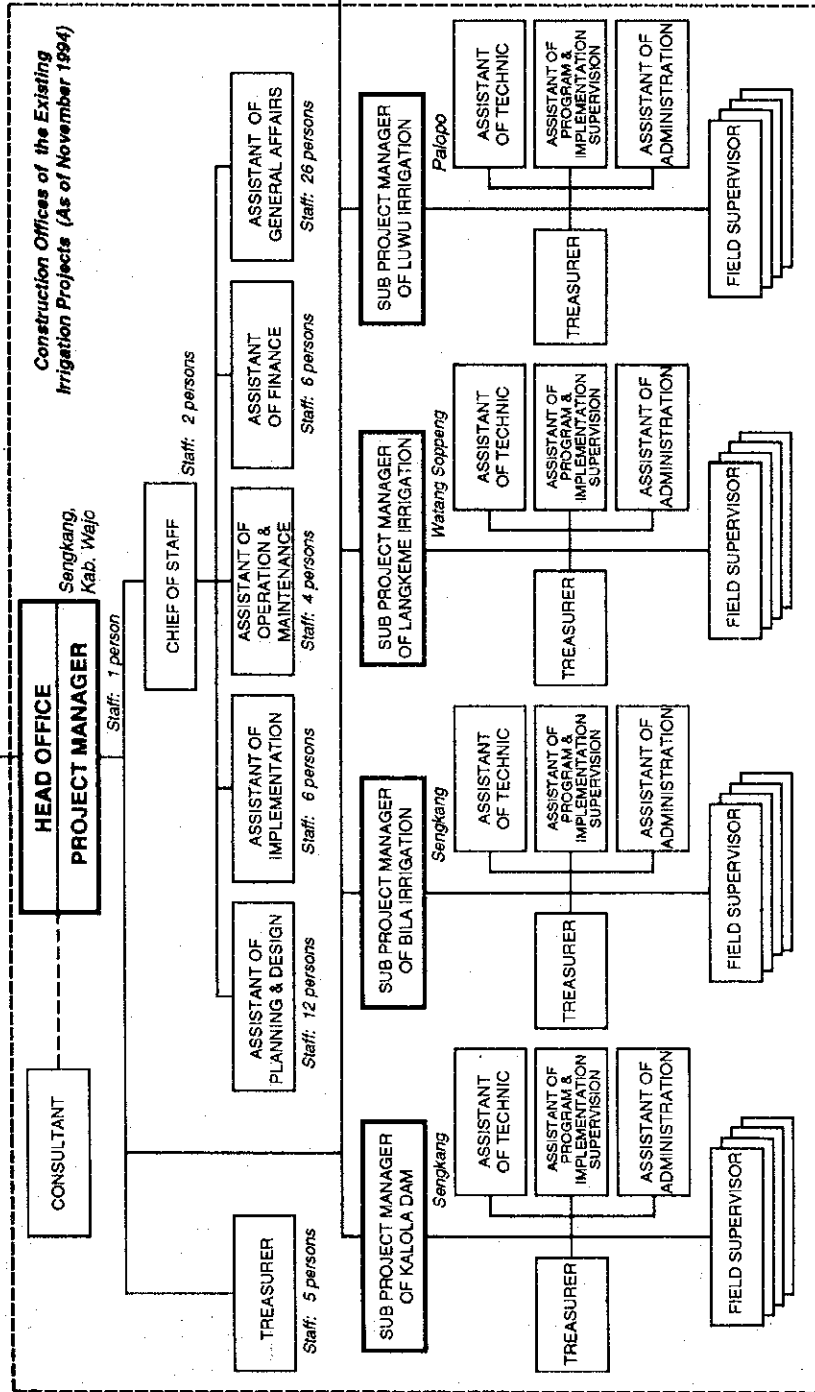 Construction Offices of the Existing
Irrigation Projects (As of November 1994)
HEAD OFFICE
PROJECT MANAGER
Sengkang,
Kab. Wajo
Staff: 1 person
CONSULTANT
CHIEF OF STAFF
Staff: 2 persons
TREASURER
Staff: 5 persons
ASSISTANT OF
PLANNING & DESIGN
Staff: 12 persons
ASSISTANT OF
IMPLEMENTATION
Staff: 6 persons
ASSISTANT OF
OPERATION &
MAINTENANCE
Staff: 4 persons
ASSISTANT
OF FINANCE
Staff: 6 persons
ASSISTANT OF
GENERAL AFFAIRS
Staff: 26 persons
SUB PROJECT MANAGER
OF KALOLA DAM
Sengkang
ASSISTANT
OF TECHNIC
ASSISTANT OF
PROGRAM &
IMPLEMENTATION
SUPERVISION
ASSISTANT OF
ADMINISTRATION
TREASURER
FIELD SUPERVISOR
SUB PROJECT MANAGER
OF BILA IRRIGATION
Sengkang
ASSISTANT
OF TECHNIC
ASSISTANT OF
PROGRAM &
IMPLEMENTATION
SUPERVISION
ASSISTANT OF
ADMINISTRATION
TREASURER
FIELD SUPERVISOR
SUB PROJECT MANAGER
OF LANGKEME IRRIGATION
Watang Soppeng
ASSISTANT
OF TECHNIC
ASSISTANT OF
PROGRAM &
IMPLEMENTATION
SUPERVISION
ASSISTANT OF
ADMINISTRATION
TREASURER
FIELD SUPERVISOR
SUB PROJECT MANAGER
OF LUWU IRRIGATION
Palopo
ASSISTANT
OF TECHNIC
ASSISTANT OF
PROGRAM &
IMPLEMENTATION
SUPERVISION
ASSISTANT OF
ADMINISTRATION
TREASURER
FIELD SUPERVISOR